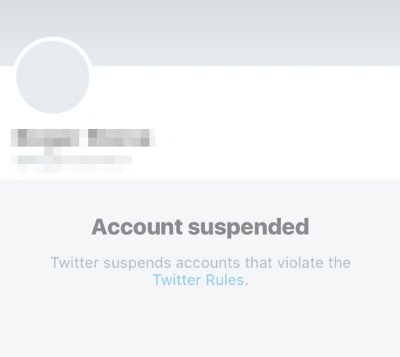 Account suspended
Twitter suspends accounts that violate the
Twitter Rules.